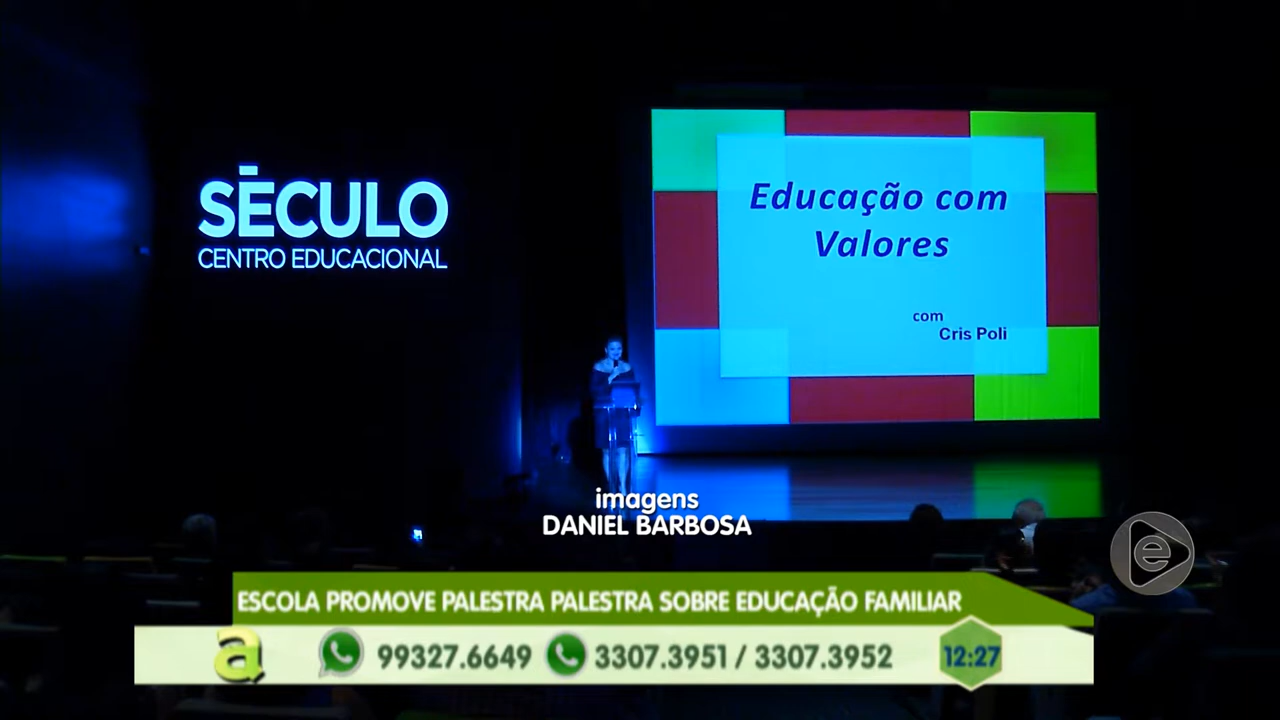 SÉCULO
CENTRO EDUCACIONAL
Educação com
Valores
com
Cris Poli
imagens
DANIEL BARBOSA
e
ESCOLA PROMOVE PALESTRA PALESTRA SOBRE EDUCAÇÃO FAMILIAR
a 99327.6649 3307.3951 / 3307.3952 12:27